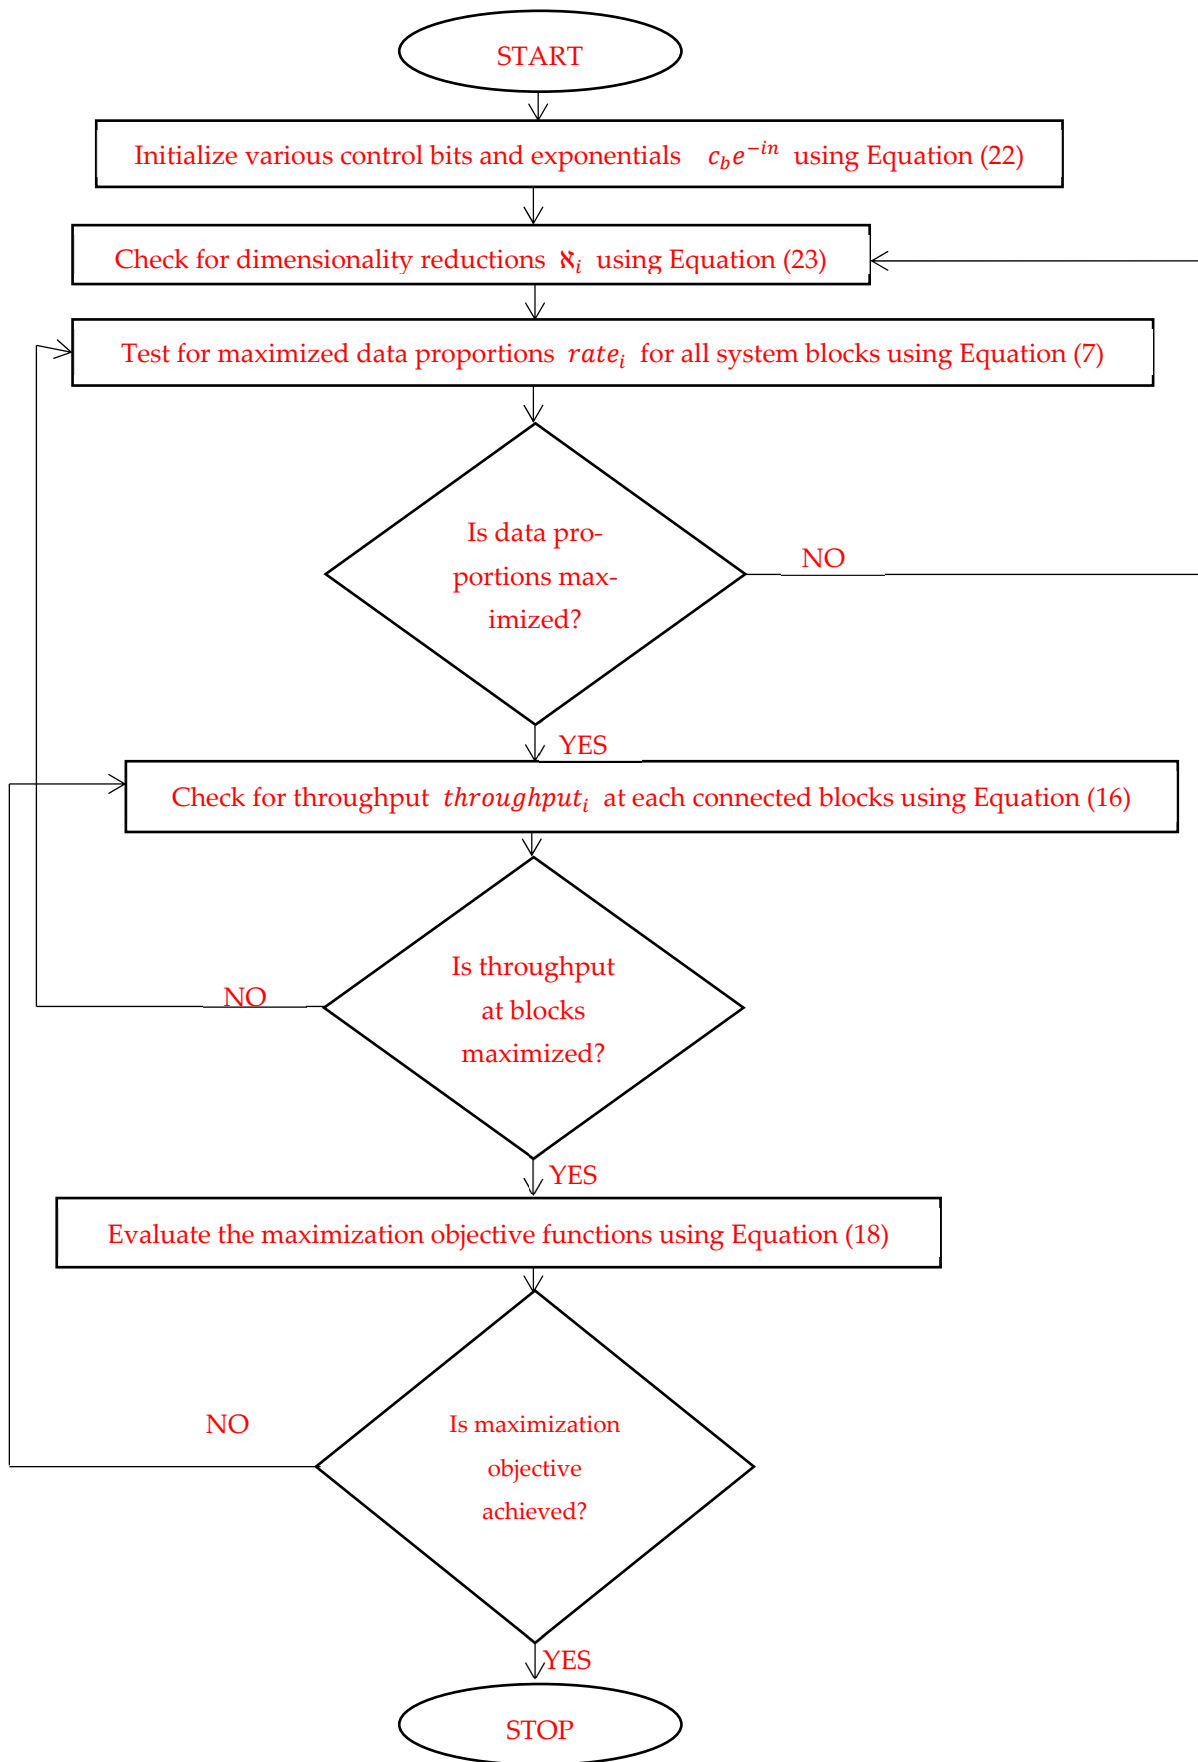 START
Initialize various control bits and exponentials c_b e^{-in} using Equation (22)
Check for dimensionality reductions ℵ_i using Equation (23)
Test for maximized data proportions rate_i for all system blocks using Equation (7)
Is data pro-
portions max-
imized?
NO
YES
Check for throughput throughput_i at each connected blocks using Equation (16)
Is throughput
at blocks
maximized?
NO
YES
Evaluate the maximization objective functions using Equation (18)
Is maximization
objective
achieved?
NO
YES
STOP